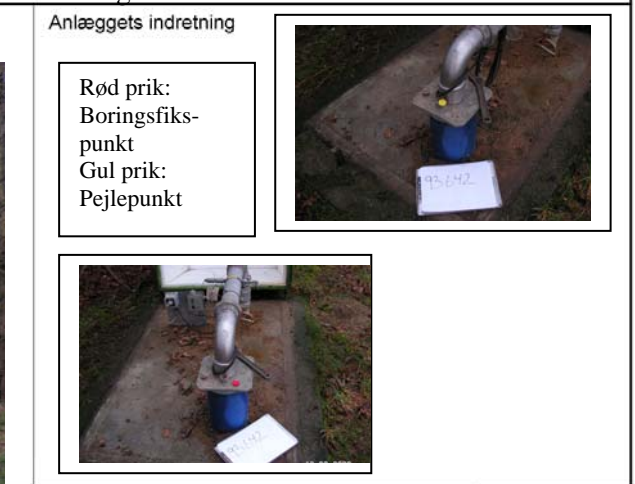 Anlæggets indretning
Rød prik:
Boringsfiks-
punkt
Gul prik:
Pejlepunkt
93642
93642